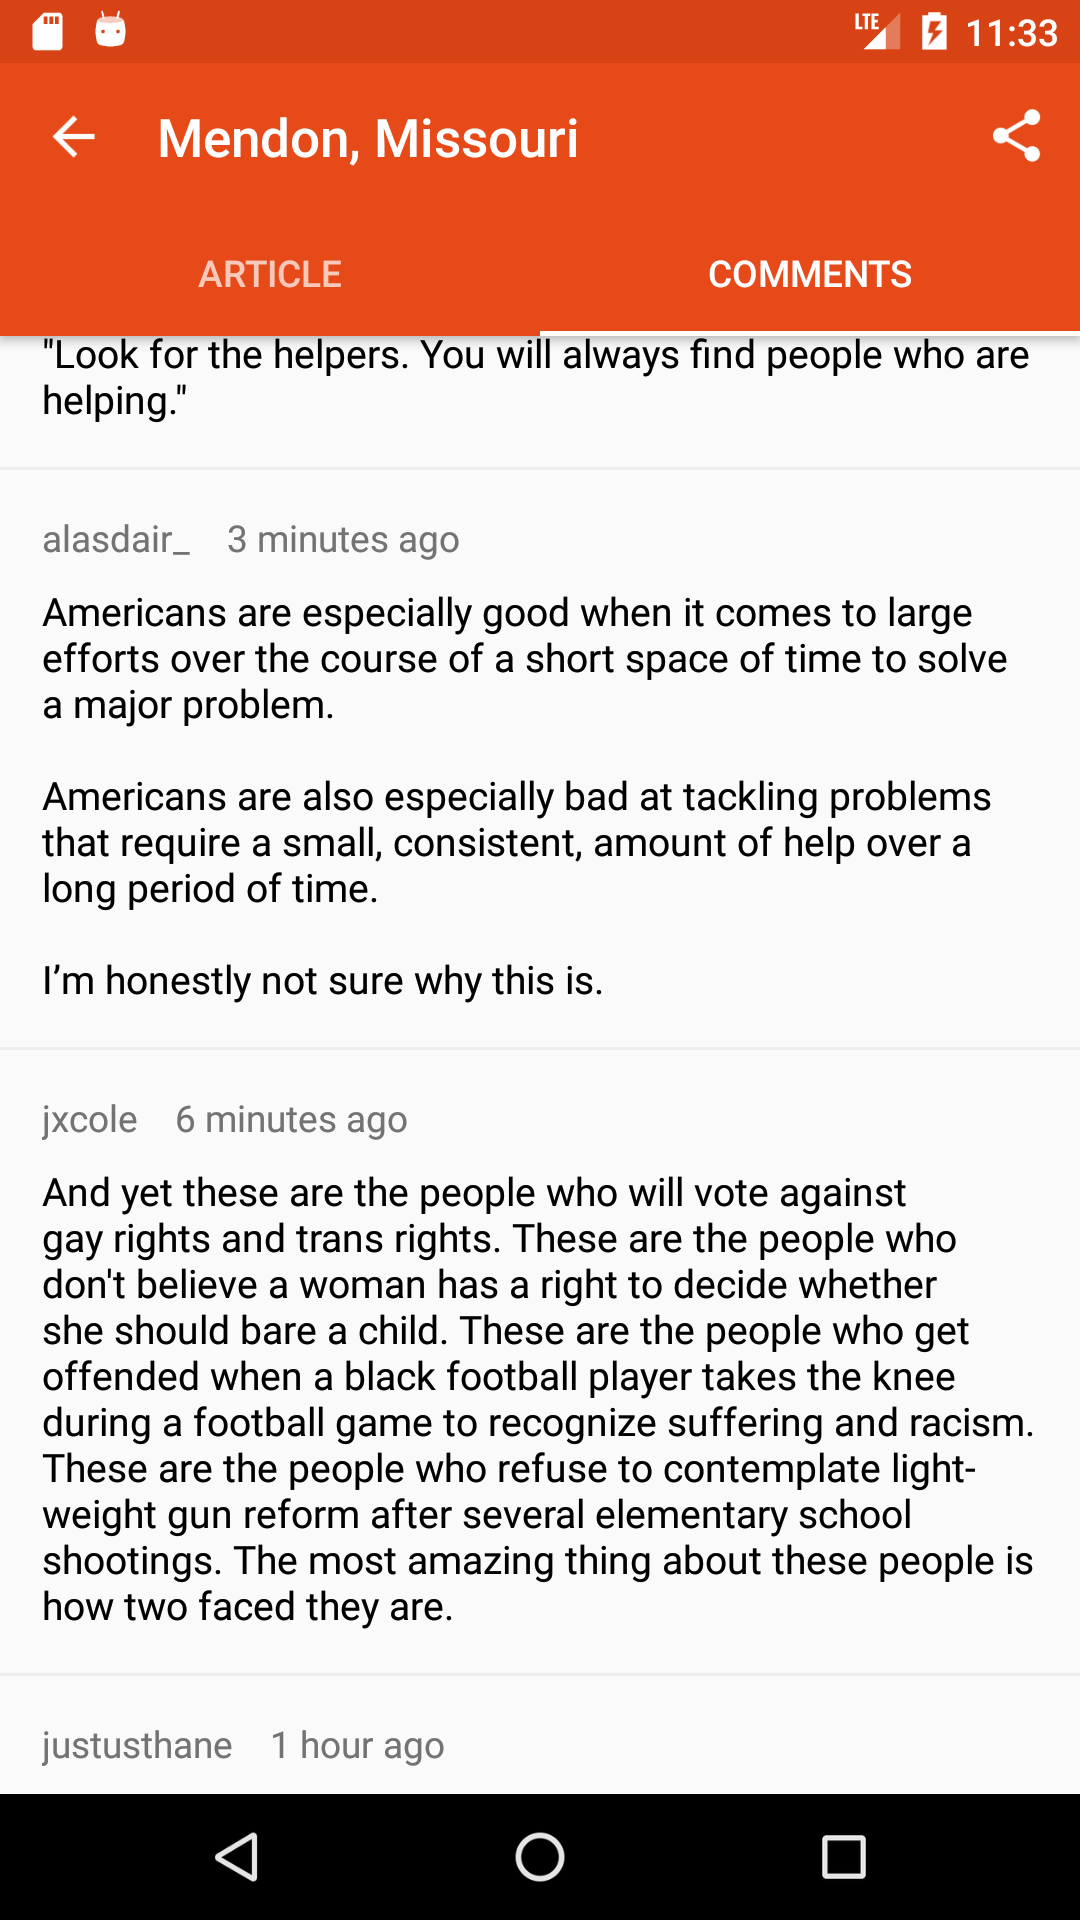 LTE 11:33
Mendon, Missouri
ARTICLE COMMENTS
"Look for the helpers. You will always find people who are
helping."
alasdair_ 3 minutes ago
Americans are especially good when it comes to large
efforts over the course of a short space of time to solve
a major problem.
Americans are also especially bad at tackling problems
that require a small, consistent, amount of help over a
long period of time.
I’m honestly not sure why this is.
jxcole 6 minutes ago
And yet these are the people who will vote against
gay rights and trans rights. These are the people who
don't believe a woman has a right to decide whether
she should bare a child. These are the people who get
offended when a black football player takes the knee
during a football game to recognize suffering and racism.
These are the people who refuse to contemplate light-
weight gun reform after several elementary school
shootings. The most amazing thing about these people is
how two faced they are.
justusthane 1 hour ago